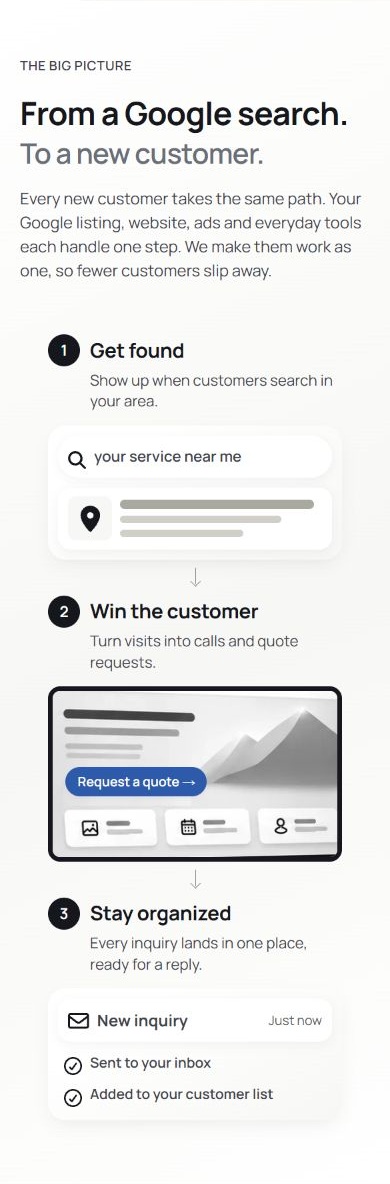 THE BIG PICTURE
From a Google search.
To a new customer.
Every new customer takes the same path. Your
Google listing, website, ads and everyday tools
each handle one step. We make them work as
one, so fewer customers slip away.
1 Get found
Show up when customers search in
your area.
your service near me
2 Win the customer
Turn visits into calls and quote
requests.
Request a quote →
3 Stay organized
Every inquiry lands in one place,
ready for a reply.
New inquiry Just now
Sent to your inbox
Added to your customer list